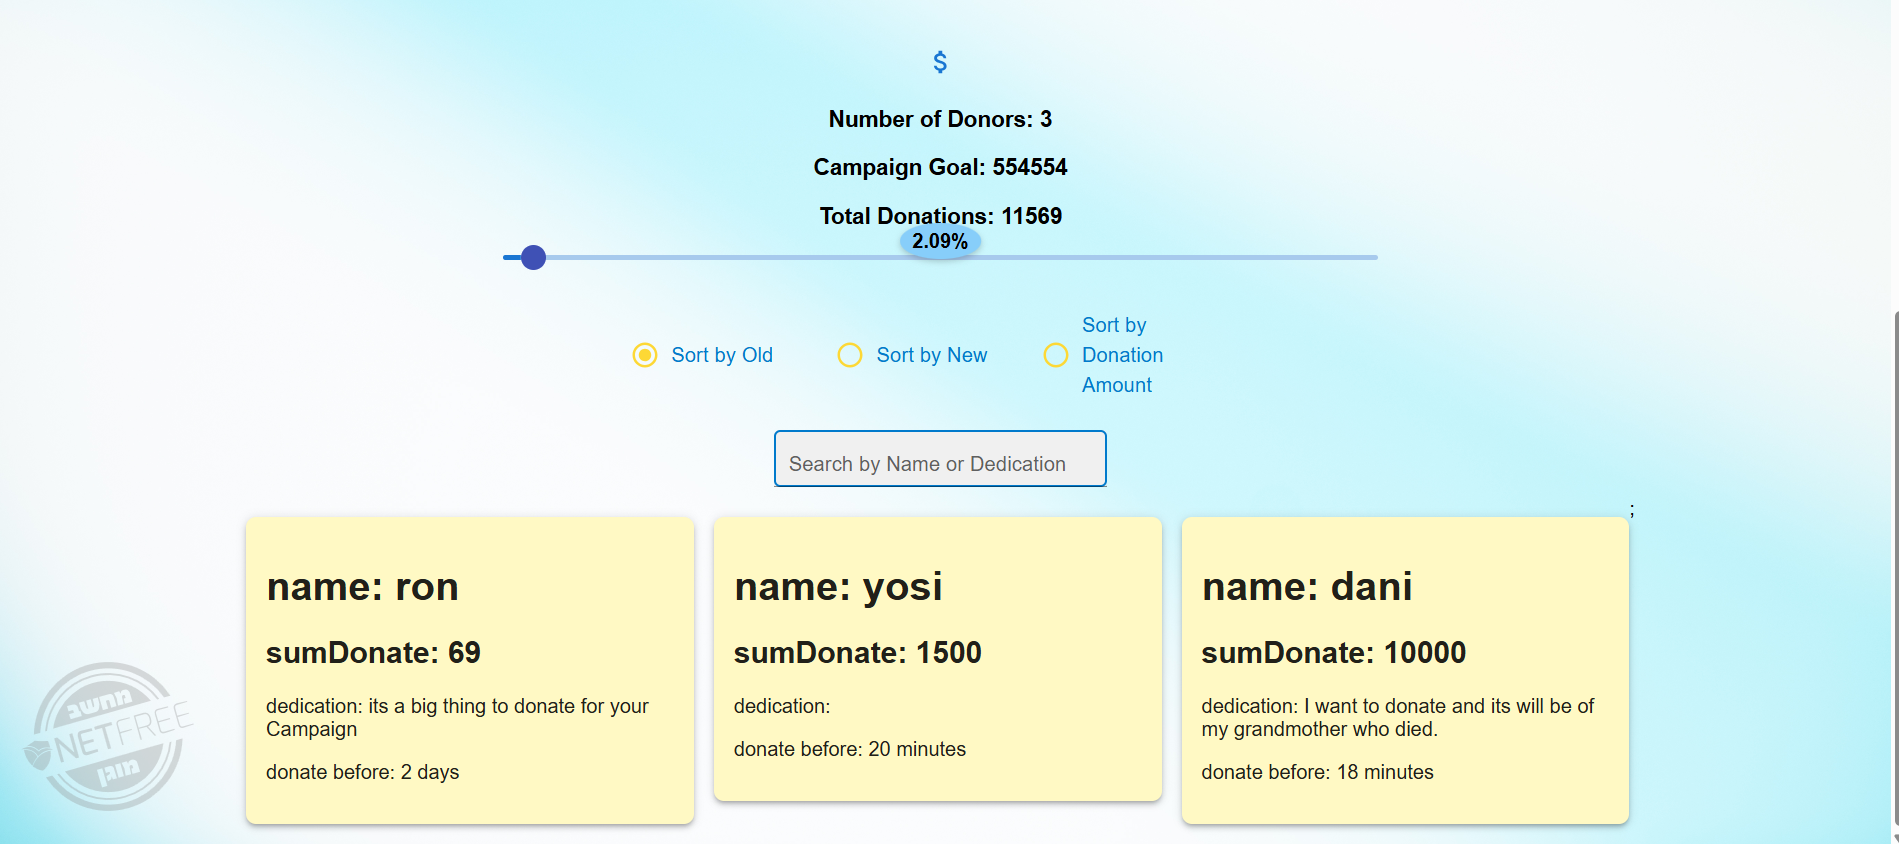 $
Number of Donors: 3
Campaign Goal: 554554
Total Donations: 11569
2.09%
Sort by Old
Sort by New
Sort by
Donation
Amount
Search by Name or Dedication
;
name: ron
sumDonate: 69
dedication: its a big thing to donate for your
Campaign
donate before: 2 days
name: yosi
sumDonate: 1500
dedication:
donate before: 20 minutes
name: dani
sumDonate: 10000
dedication: I want to donate and its will be of
my grandmother who died.
donate before: 18 minutes
מחשב
NETFREE
מוגן